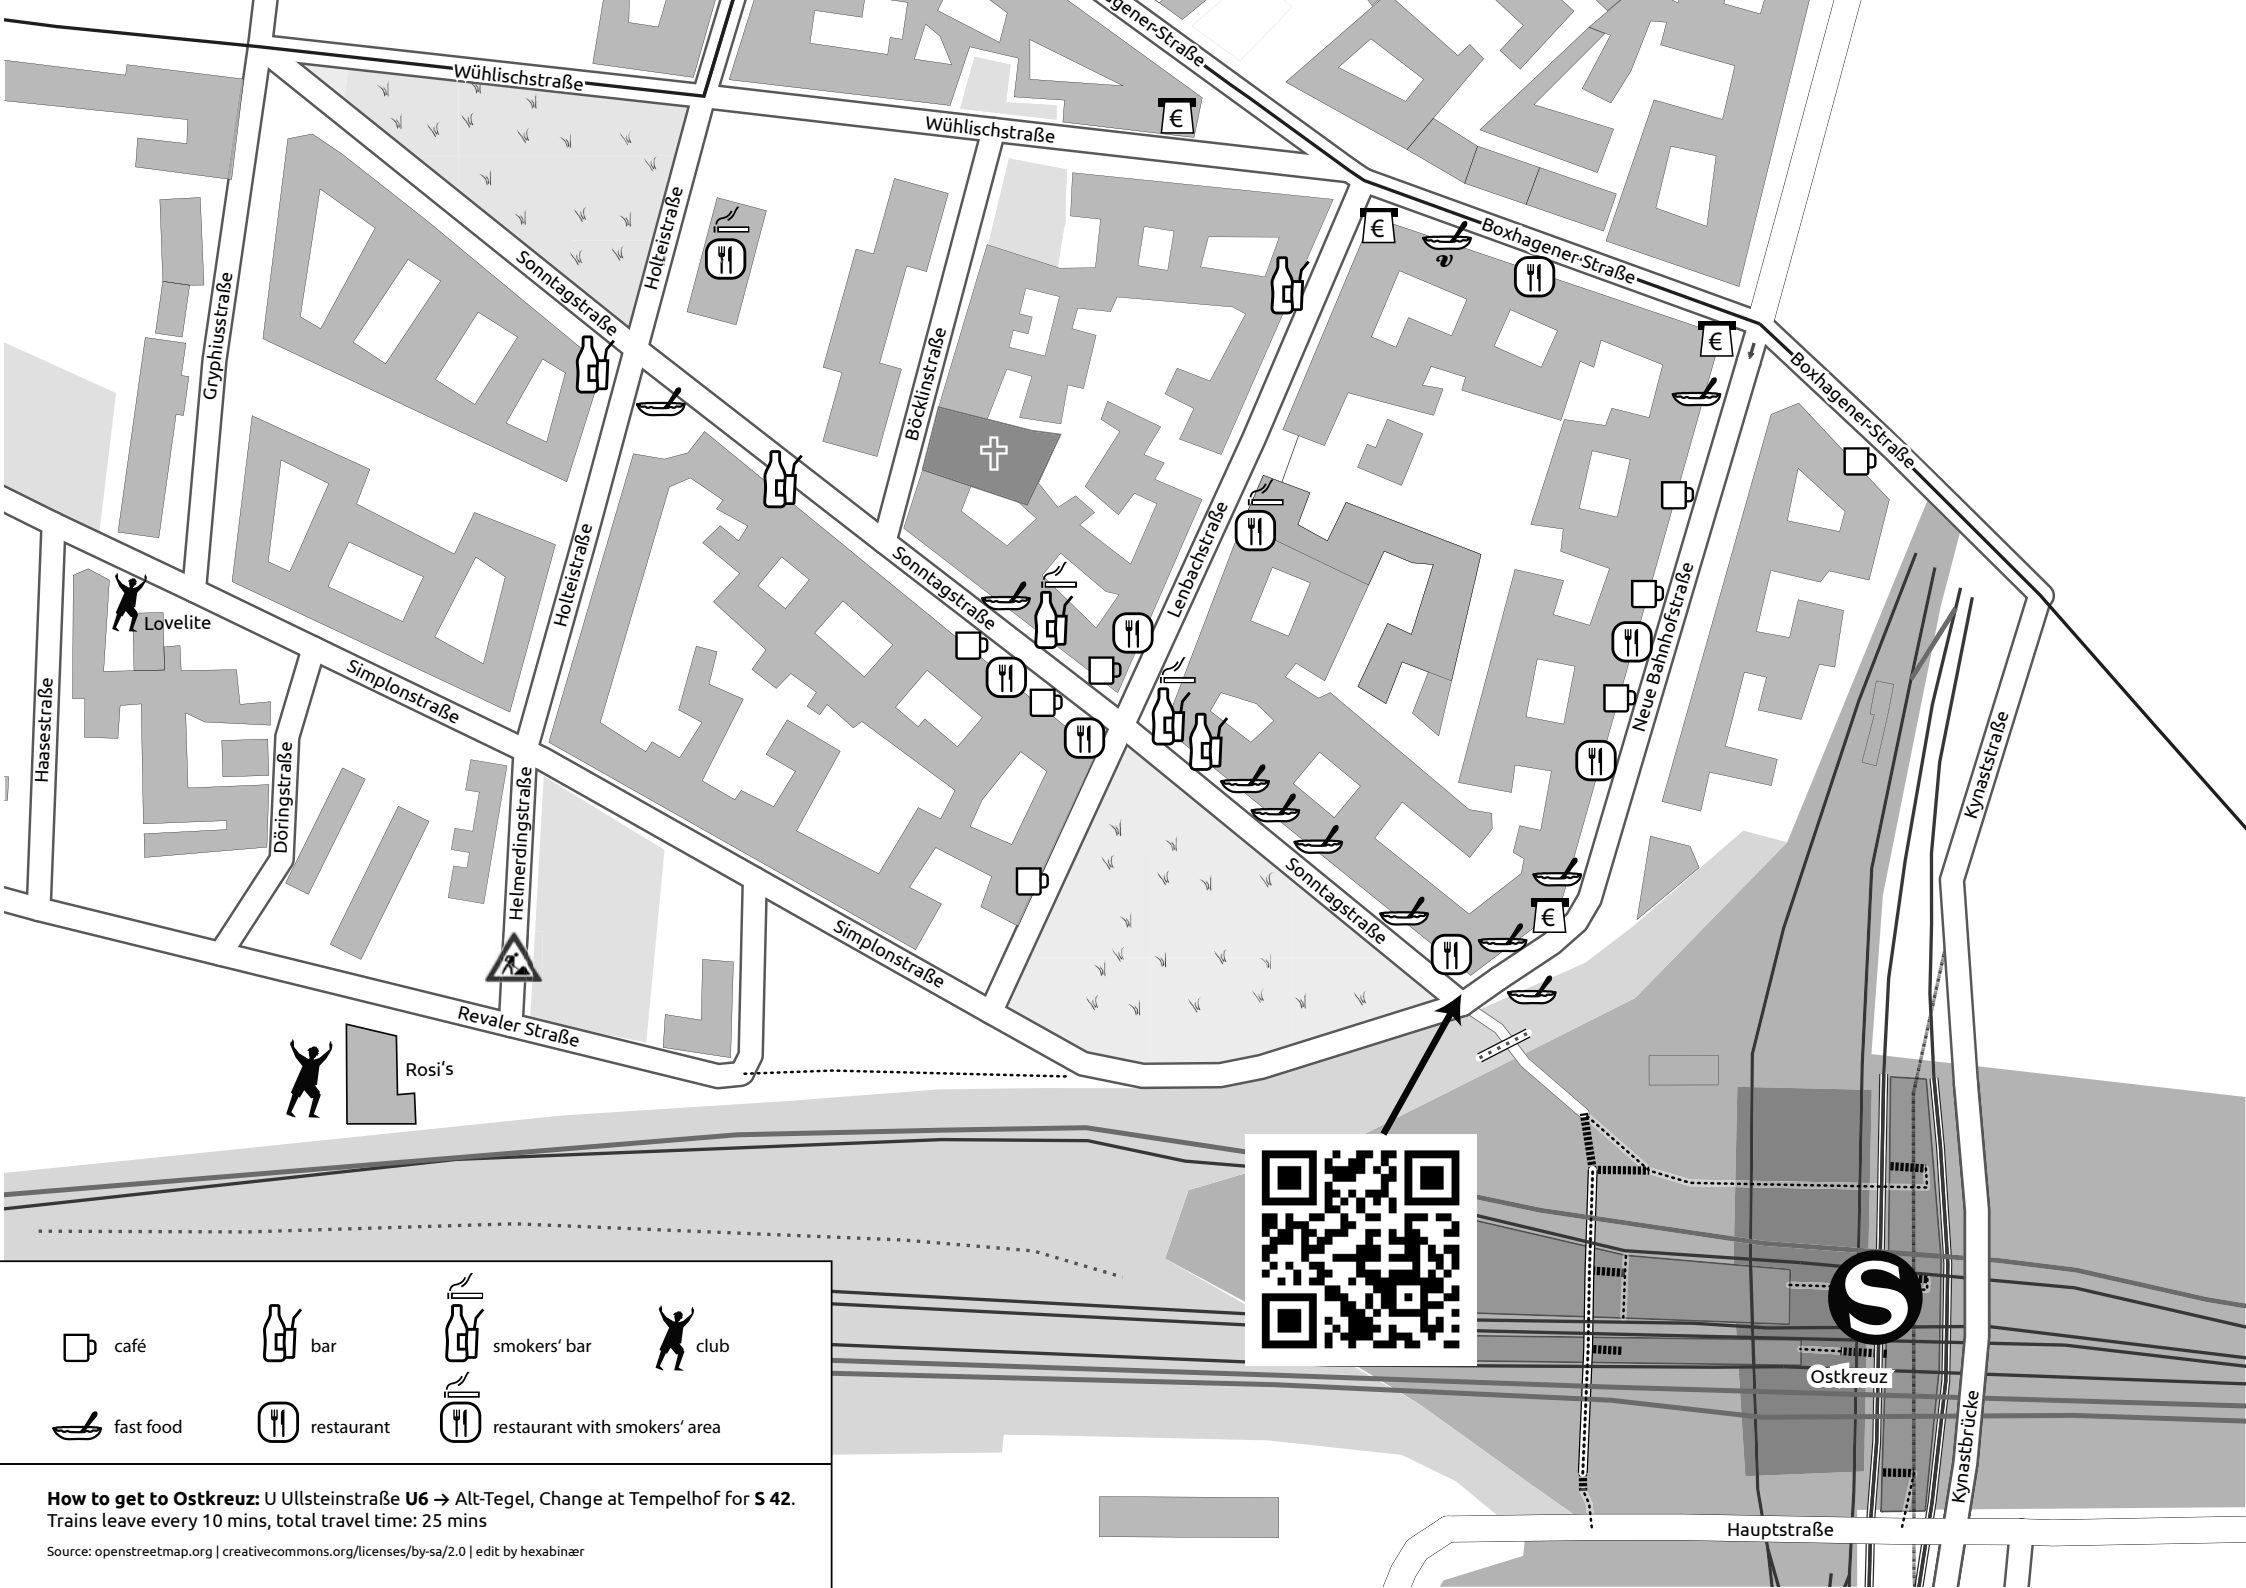 Wühlischstraße
Wühlischstraße
Boxhagener-Straße
Boxhagener-Straße
Holteistraße
Sonntagstraße
Gryphiusstraße
Böcklinstraße
Lenbachstraße
Holteistraße
Sonntagstraße
Neue Bahnhofstraße
Lovelite
Simplonstraße
Haasestraße
Döringstraße
Helmerdingstraße
Kynaststraße
Sonntagstraße
Simplonstraße
Revaler Straße
Rosi's
€
€
€
€
v
S
Ostkreuz
Kynastbrücke
Hauptstraße
café
bar
smokers' bar
club
fast food
restaurant
restaurant with smokers' area
How to get to Ostkreuz: U Ullsteinstraße U6 → Alt-Tegel, Change at Tempelhof for S 42.
Trains leave every 10 mins, total travel time: 25 mins
Source: openstreetmap.org | creativecommons.org/licenses/by-sa/2.0 | edit by hexabinær